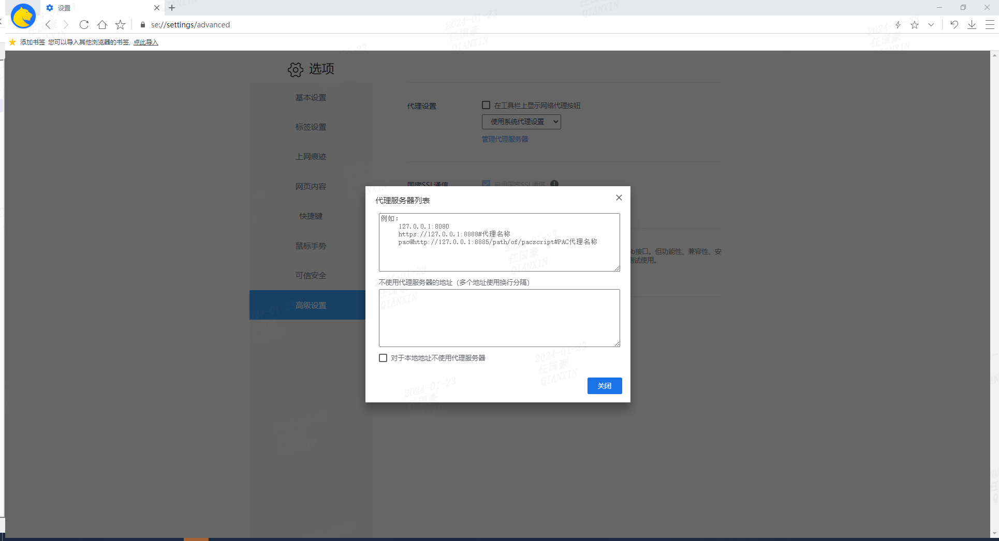 设置
se://settings/advanced
添加书签 您可以导入其他浏览器的书签, 点此导入
选项
基本设置
标签设置
上网痕迹
网页内容
快捷键
鼠标手势
可信安全
高级设置
代理设置
在工具栏上显示网络代理按钮
使用系统代理设置
管理代理服务器
国密SSL通信
启用国密SSL通信
b接口。但功能性、兼容性、安
测试使用。
代理服务器列表
例如:
127.0.0.1:8080
https://127.0.0.1:8888#代理名称
pac@http://127.0.0.1:8885/path/of/pacscript#PAC代理名称
不使用代理服务器的地址（多个地址使用换行分隔）
对于本地地址不使用代理服务器
关闭
2024-01-23
任国豪
QIANXIN